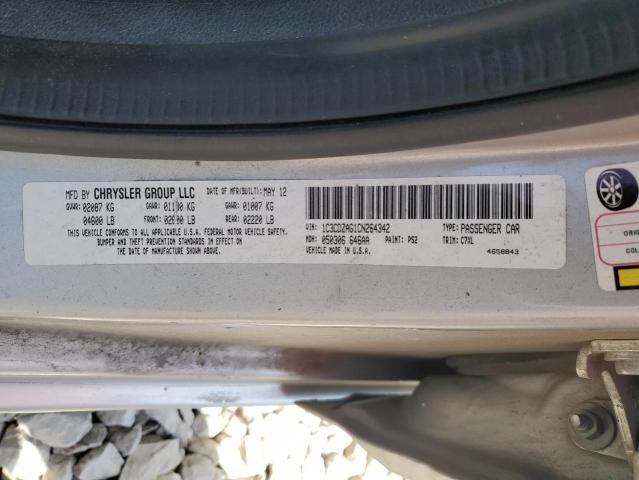 MFD BY CHRYSLER GROUP LLC DATE OF MFR(BUILT): MAY 12
GVWR: 02087 KG GAWR: KG GAWR: 01007 KG
04600 LB FRONT: LB REAR: 02220 LB
THIS VEHICLE CONFORMS TO ALL APPLICABLE U.S.A. FEDERAL MOTOR VEHICLE SAFETY,
BUMPER AND THEFT PREVENTION STANDARDS IN EFFECT ON
THE DATE OF MANUFACTURE SHOWN ABOVE.
VIN: 1C3CDZAG1CN264342 TYPE: PASSENGER CAR
MDH: 050306 646AA PAINT: PS2 TRIM: C7XL
VEHICLE MADE IN U.S.A. 4658843